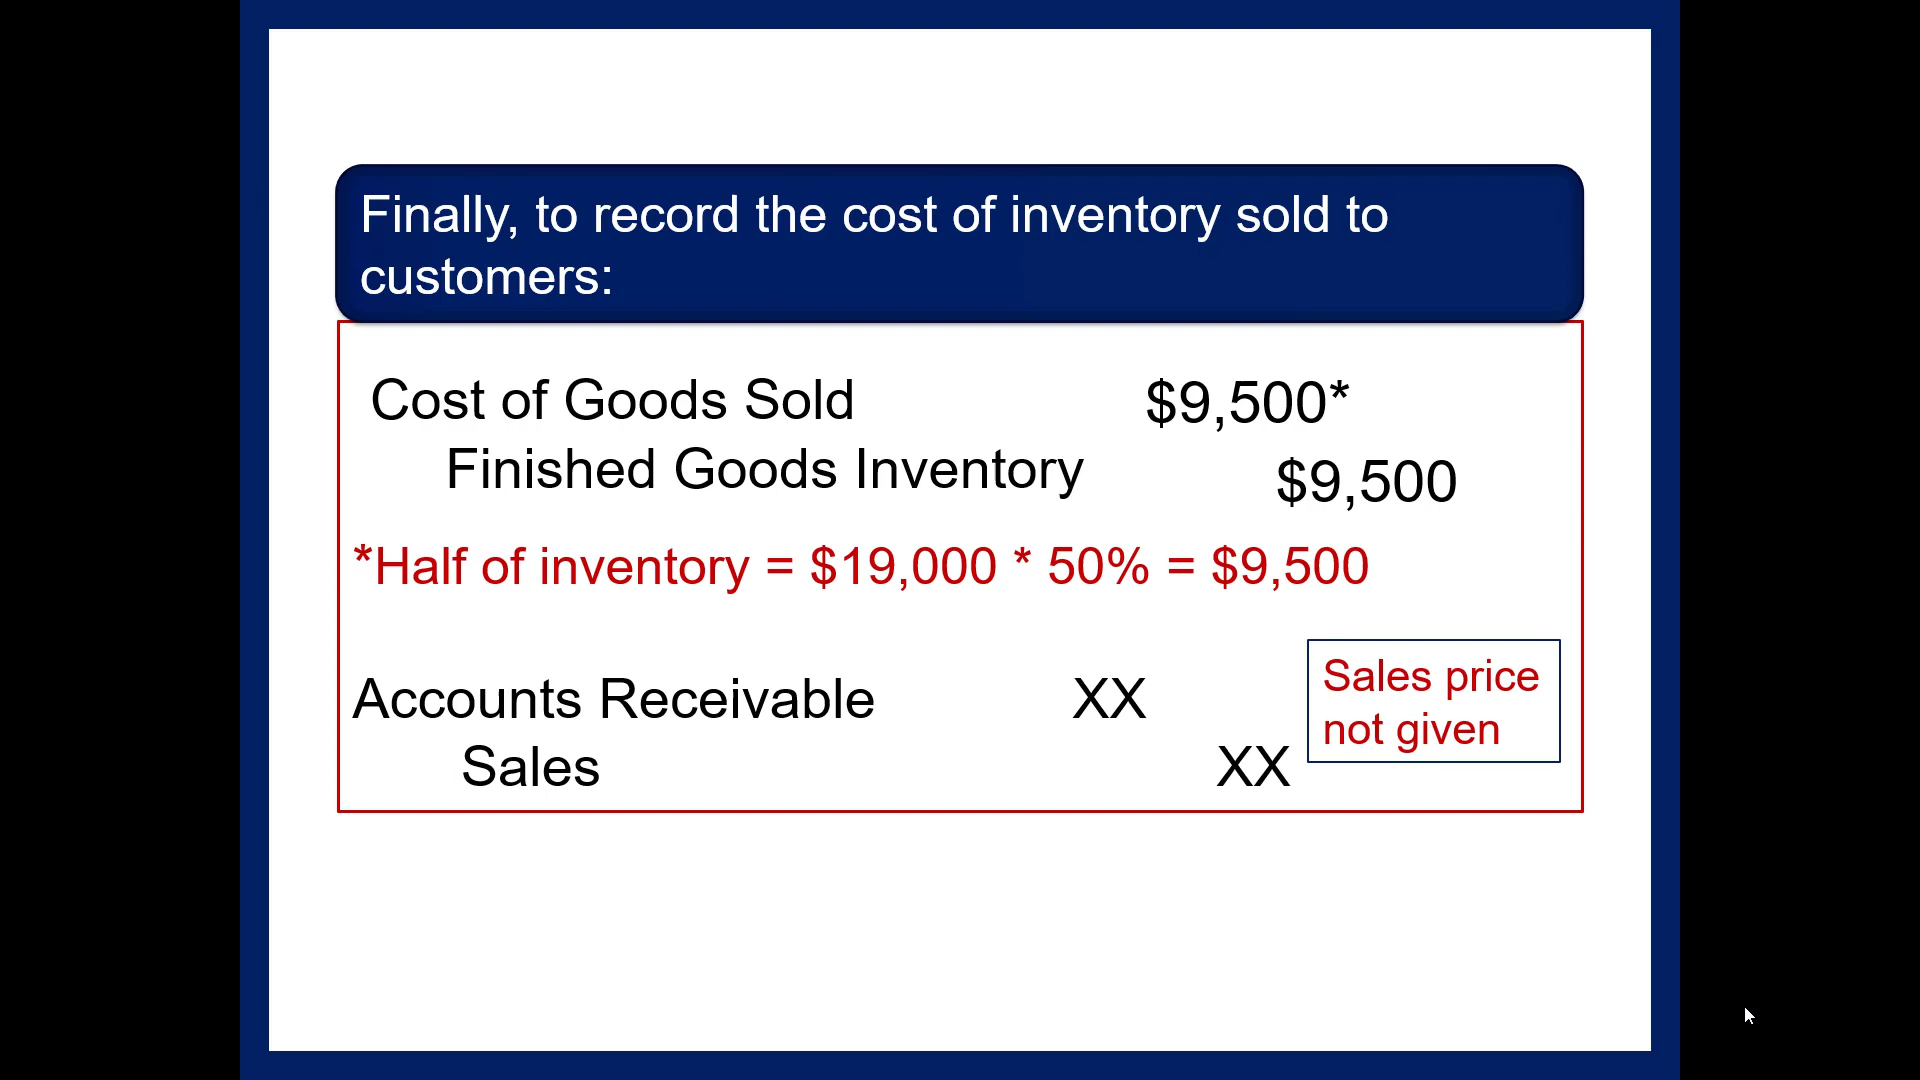 Finally, to record the cost of inventory sold to
customers:
Cost of Goods Sold $9,500*
Finished Goods Inventory $9,500
*Half of inventory = $19,000 * 50% = $9,500
Accounts Receivable XX
Sales XX
Sales price
not given